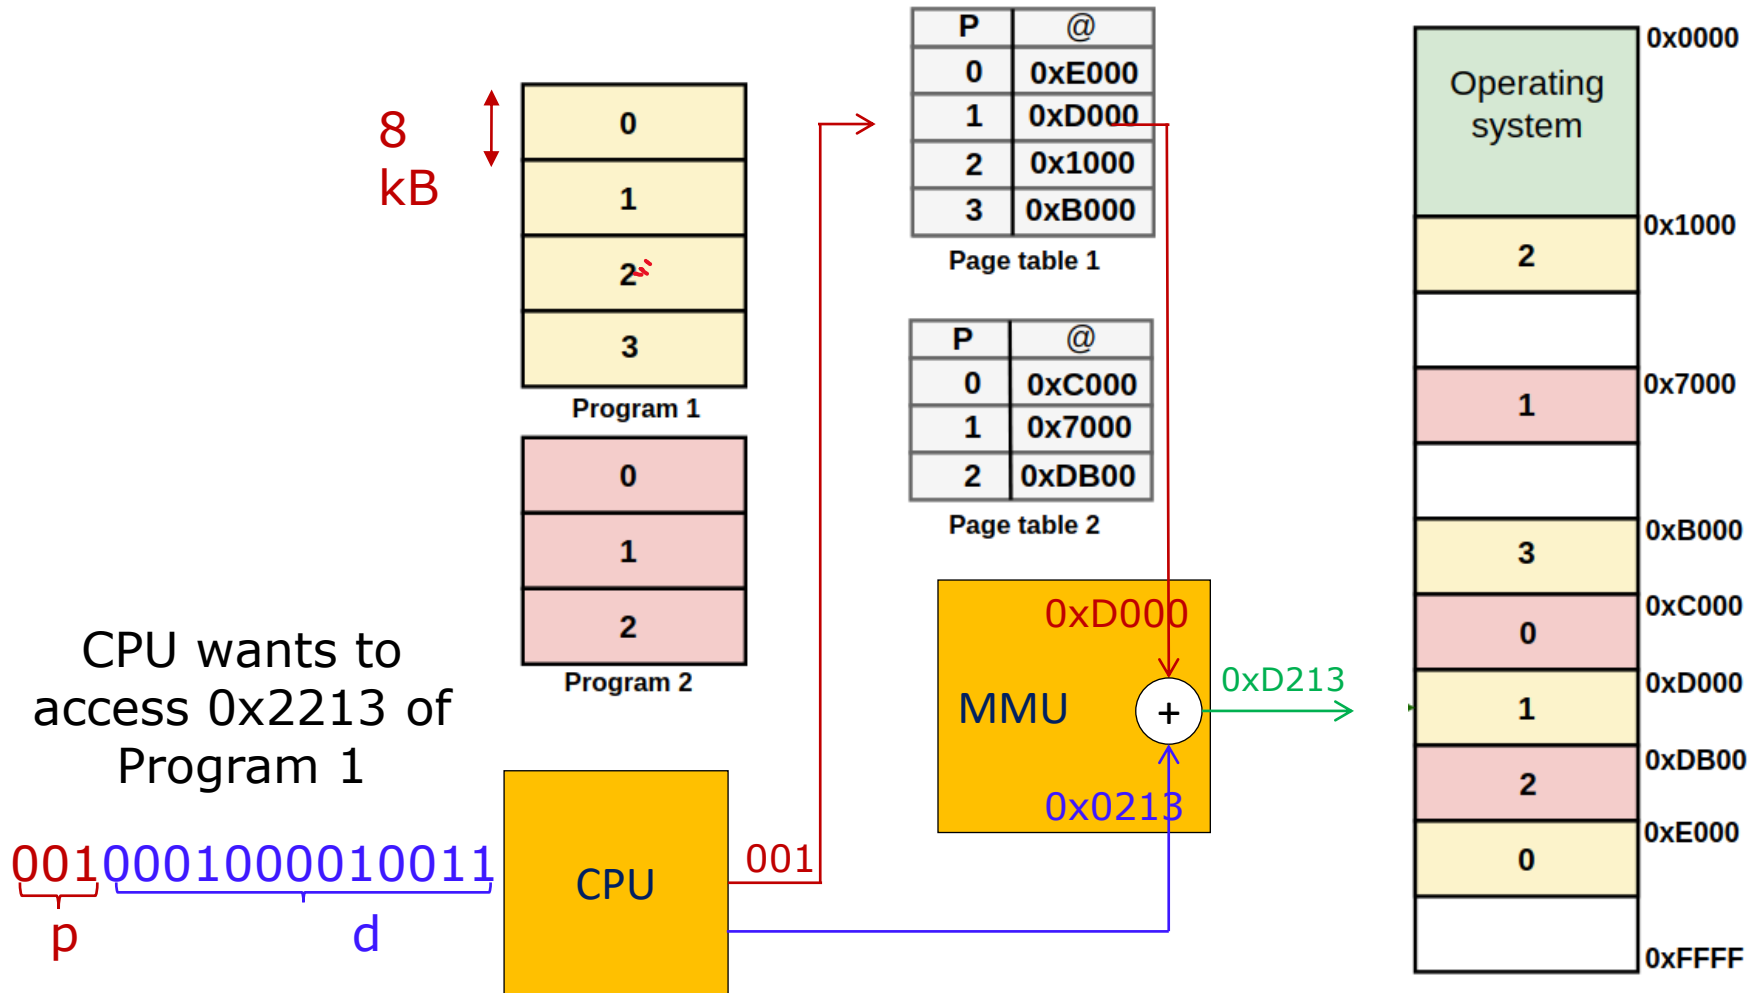 8
kB
0
1
2
3
Program 1
0
1
2
Program 2
P @
0 0xE000
1 0xD000
2 0x1000
3 0xB000
Page table 1
P @
0 0xC000
1 0x7000
2 0xDB00
Page table 2
CPU wants to
access 0x2213 of
Program 1
0010001000010011
p d
CPU
001
0xD000
MMU
+
0x0213
0xD213
Operating
system
0x0000
0x1000
2
0x7000
1
0xB000
3
0xC000
0
0xD000
1
0xDB00
2
0xE000
0
0xFFFF